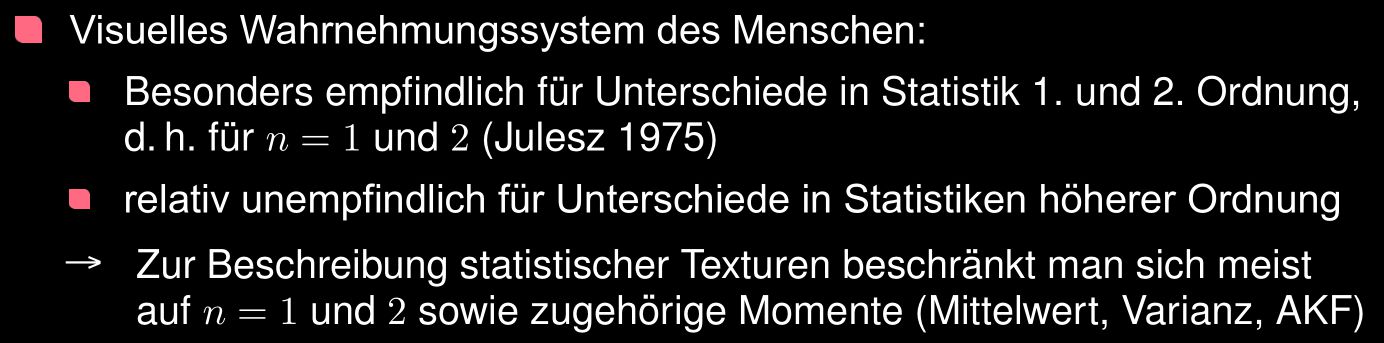 Visuelles Wahrnehmungssystem des Menschen:
Besonders empfindlich für Unterschiede in Statistik 1. und 2. Ordnung,
d. h. für n = 1 und 2 (Julesz 1975)
relativ unempfindlich für Unterschiede in Statistiken höherer Ordnung
→ Zur Beschreibung statistischer Texturen beschränkt man sich meist
auf n = 1 und 2 sowie zugehörige Momente (Mittelwert, Varianz, AKF)